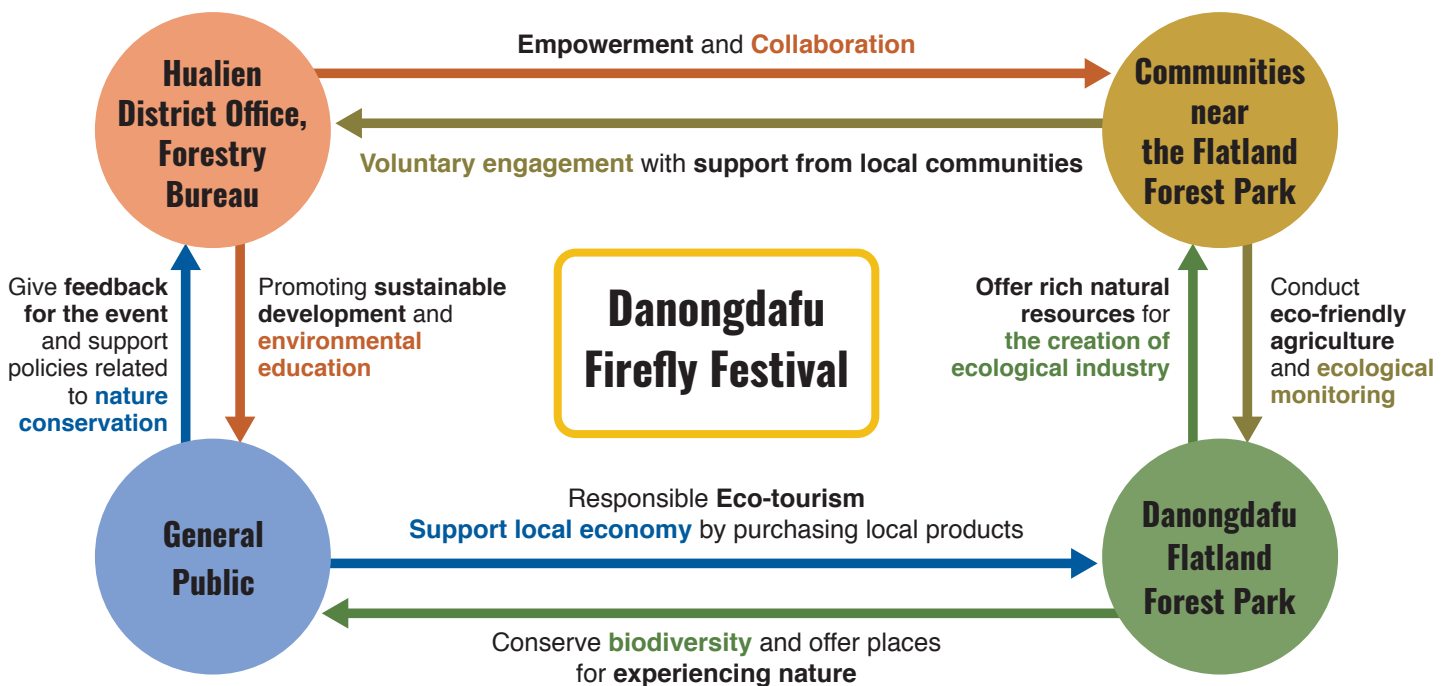 Empowerment and Collaboration
Hualien
District Office,
Forestry
Bureau
Communities
near
the Flatland
Forest Park
Voluntary engagement with support from local communities
Give feedback
for the event
and support
policies related
to nature
conservation
Promoting sustainable
development and
environmental
education
Danongdafu
Firefly Festival
Offer rich natural
resources for
the creation of
ecological industry
Conduct
eco-friendly
agriculture
and ecological
monitoring
General
Public
Responsible Eco-tourism
Support local economy by purchasing local products
Danongdafu
Flatland
Forest Park
Conserve biodiversity and offer places
for experiencing nature